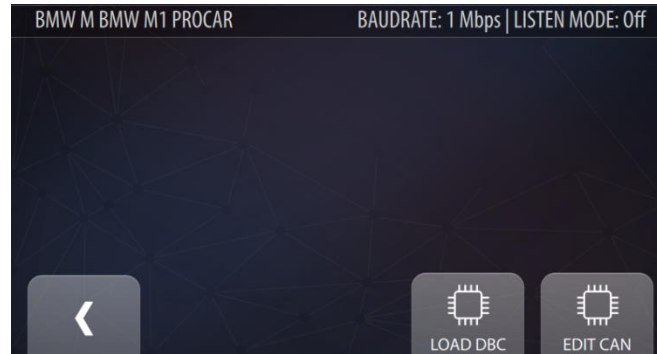 BMW M BMW M1 PROCAR BAUDRATE: 1 Mbps | LISTEN MODE: Off
LOAD DBC EDIT CAN